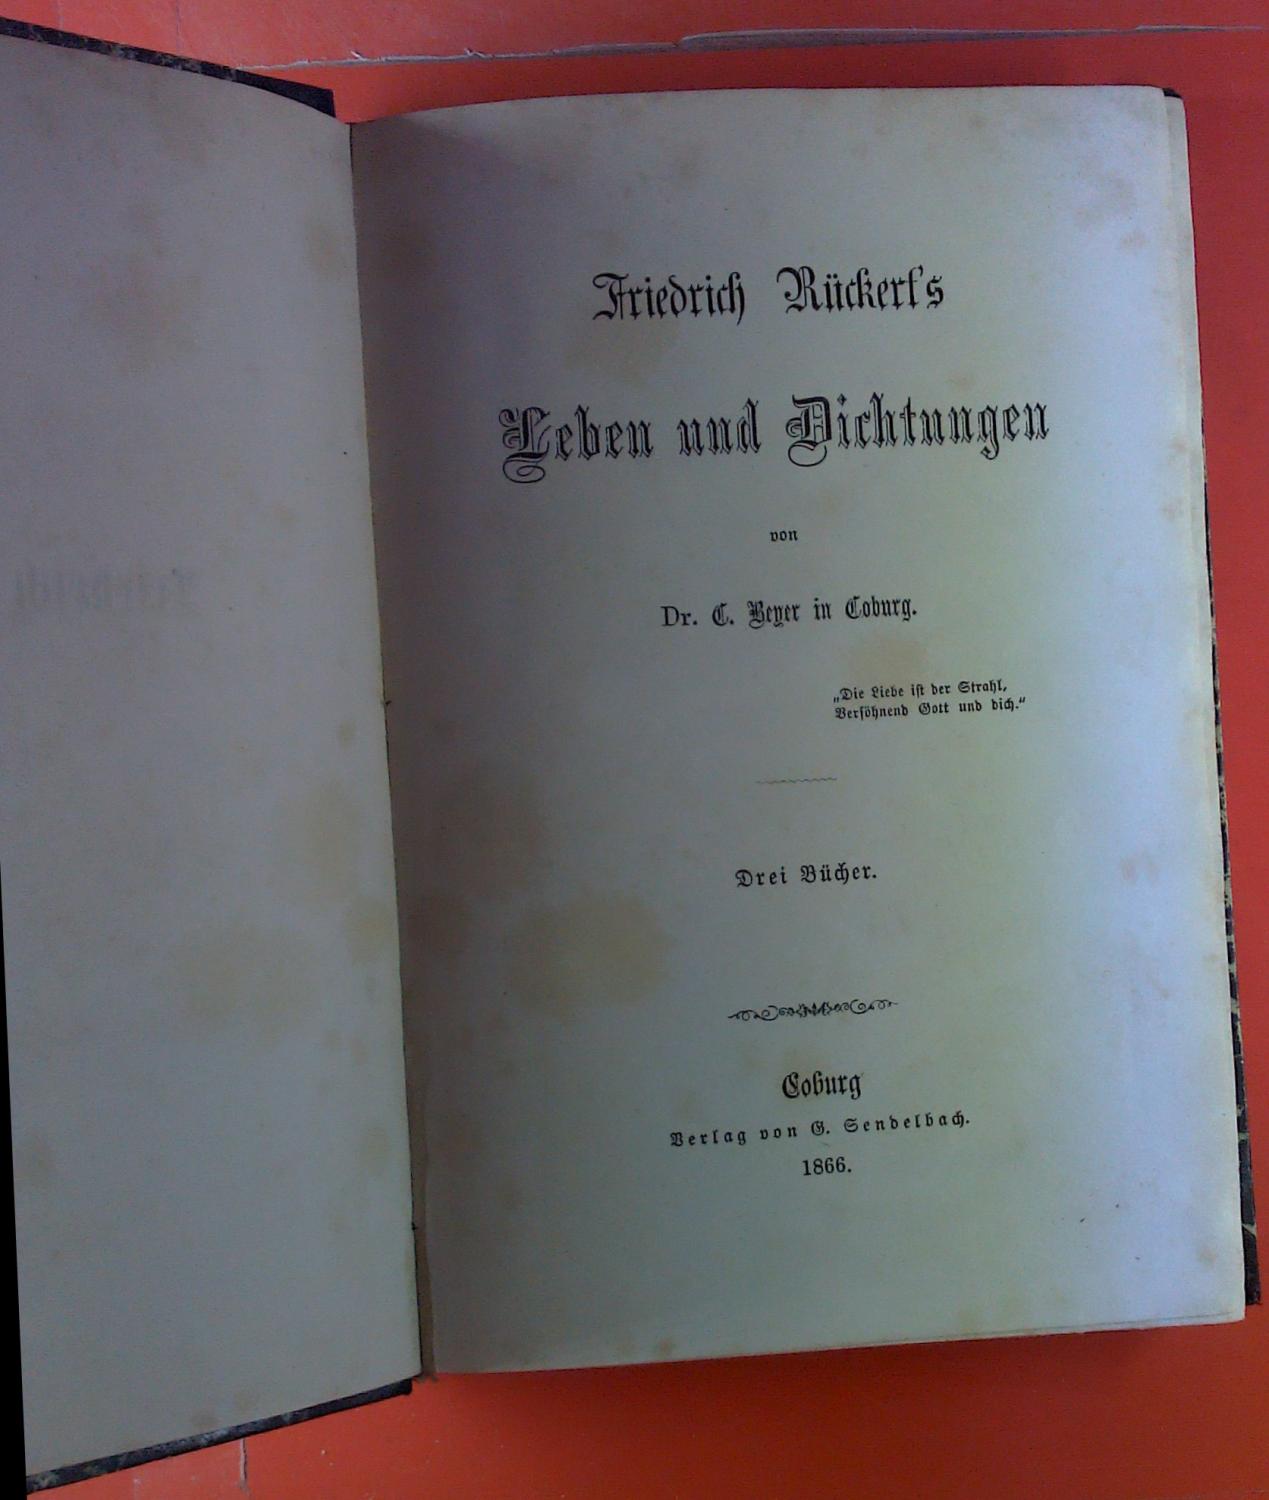 Friedrich Rückert's
Leben und Dichtungen
von
Dr. C. Beyer in Coburg.
„Die Liebe ist der Strahl,
Versöhnend Gott und dich.“
Drei Bücher.
Coburg
Verlag von G. Sendelbach.
1866.